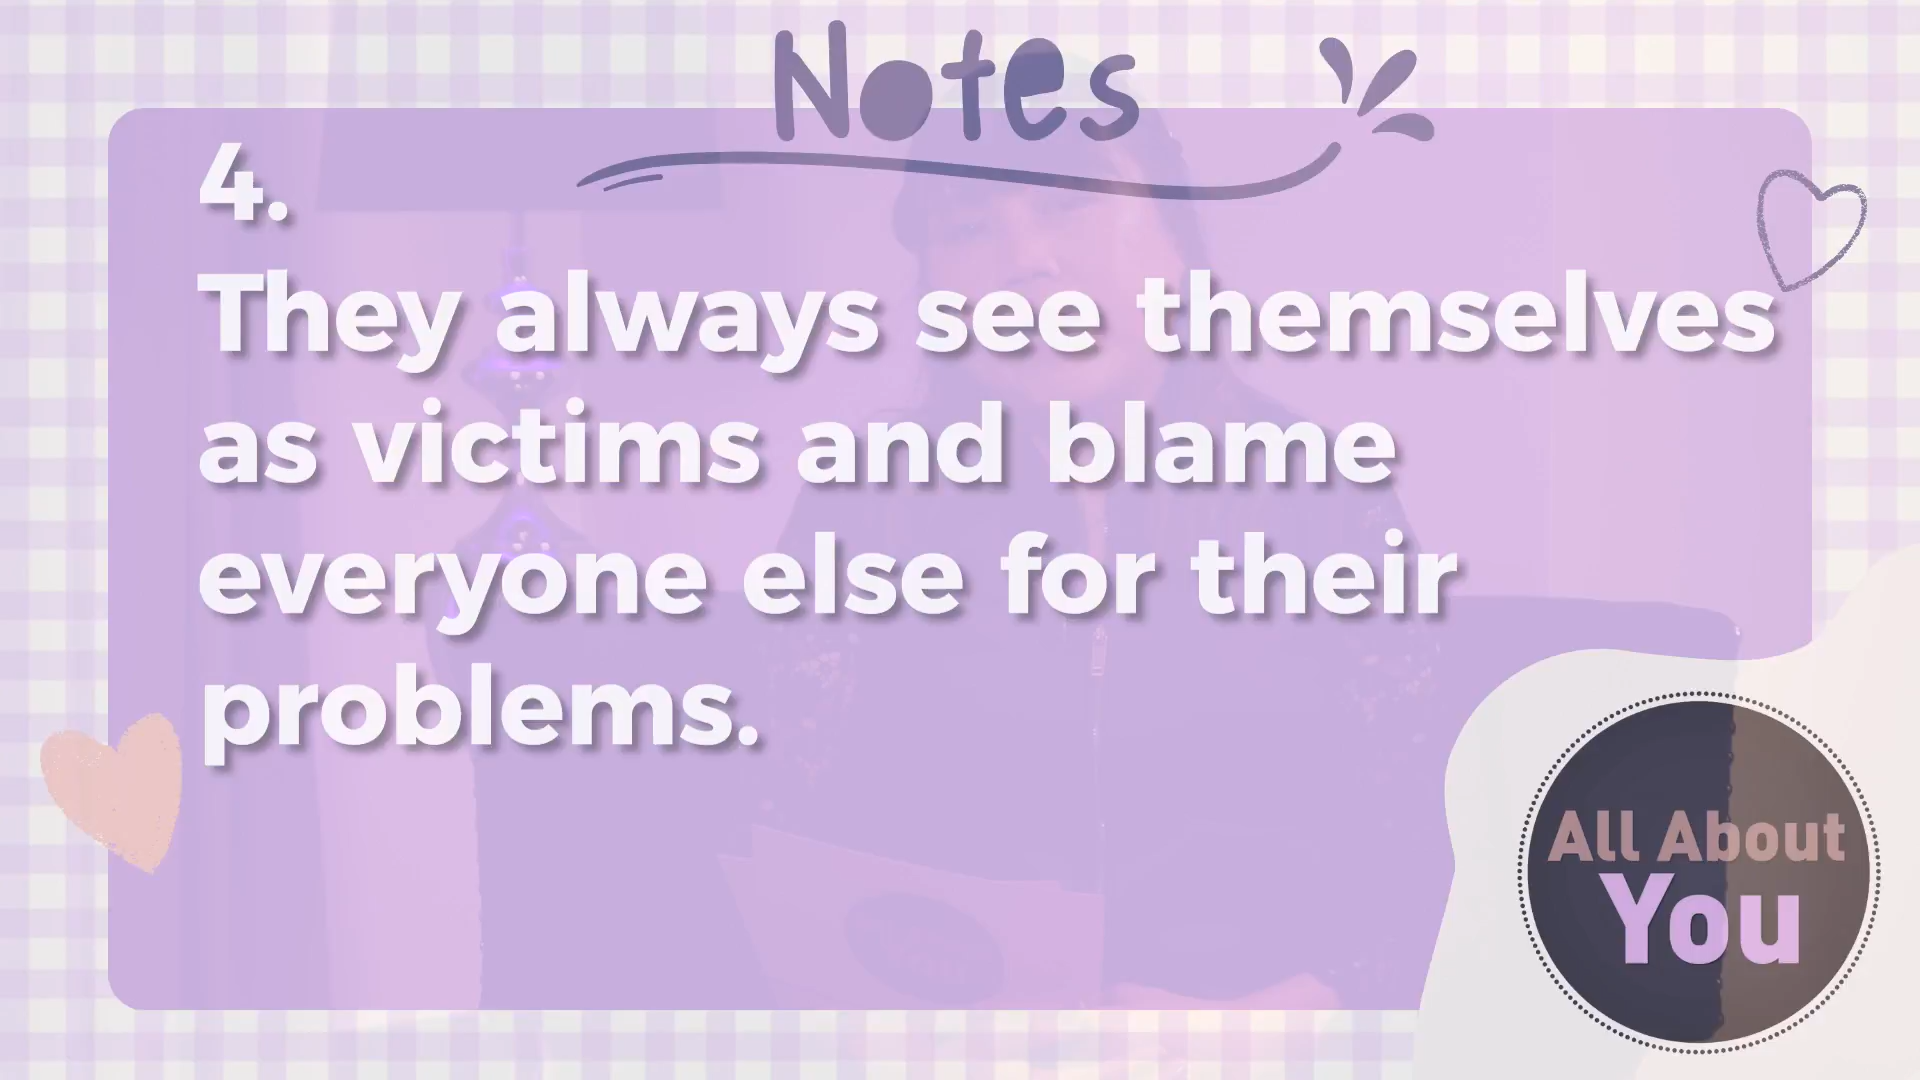 Notes
4.
They always see themselves
as victims and blame
everyone else for their
problems.
All About
You